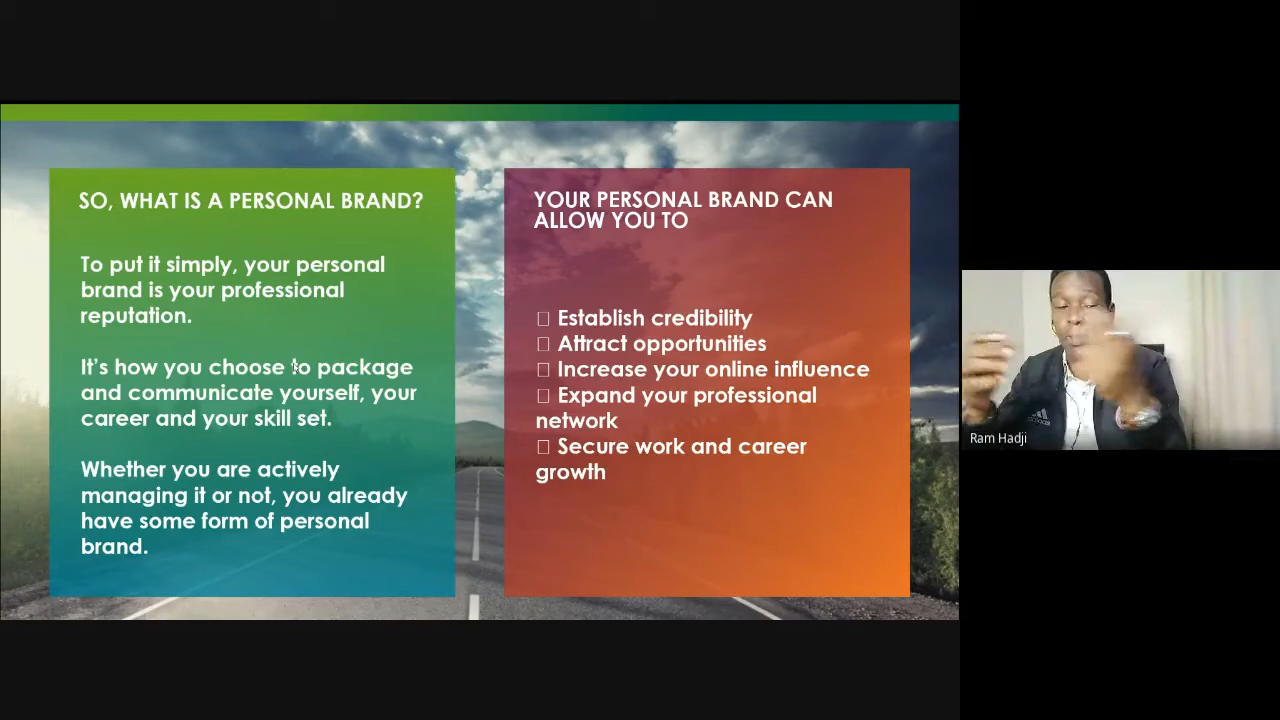 SO, WHAT IS A PERSONAL BRAND?
To put it simply, your personal
brand is your professional
reputation.
It's how you choose to package
and communicate yourself, your
career and your skill set.
Whether you are actively
managing it or not, you already
have some form of personal
brand.
YOUR PERSONAL BRAND CAN
ALLOW YOU TO
□ Establish credibility
□ Attract opportunities
□ Increase your online influence
□ Expand your professional
network
□ Secure work and career
growth
adidas
Ram Hadji